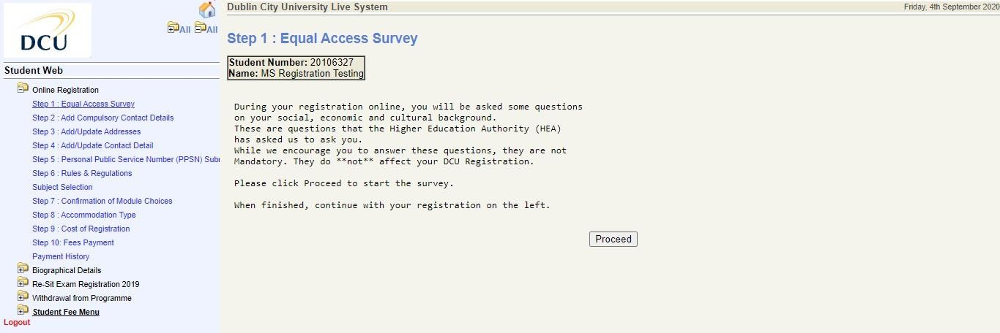 DCU
All All
Student Web
Online Registration
Step 1 : Equal Access Survey
Step 2 : Add Compulsory Contact Details
Step 3 : Add/Update Addresses
Step 4 : Add/Update Contact Detail
Step 5 : Personal Public Service Number (PPSN) Subr
Step 6 : Rules & Regulations
Subject Selection
Step 7 : Confirmation of Module Choices
Step 8 : Accommodation Type
Step 9 : Cost of Registration
Step 10: Fees Payment
Payment History
Biographical Details
Re-Sit Exam Registration 2019
Withdrawal from Programme
Student Fee Menu
Logout
Dublin City University Live System
Friday, 4th September 2020
Step 1 : Equal Access Survey
Student Number: 20106327
Name: MS Registration Testing
During your registration online, you will be asked some questions
on your social, economic and cultural background.
These are questions that the Higher Education Authority (HEA)
has asked us to ask you.
While we encourage you to answer these questions, they are not
Mandatory. They do **not** affect your DCU Registration.
Please click Proceed to start the survey.
When finished, continue with your registration on the left.
Proceed